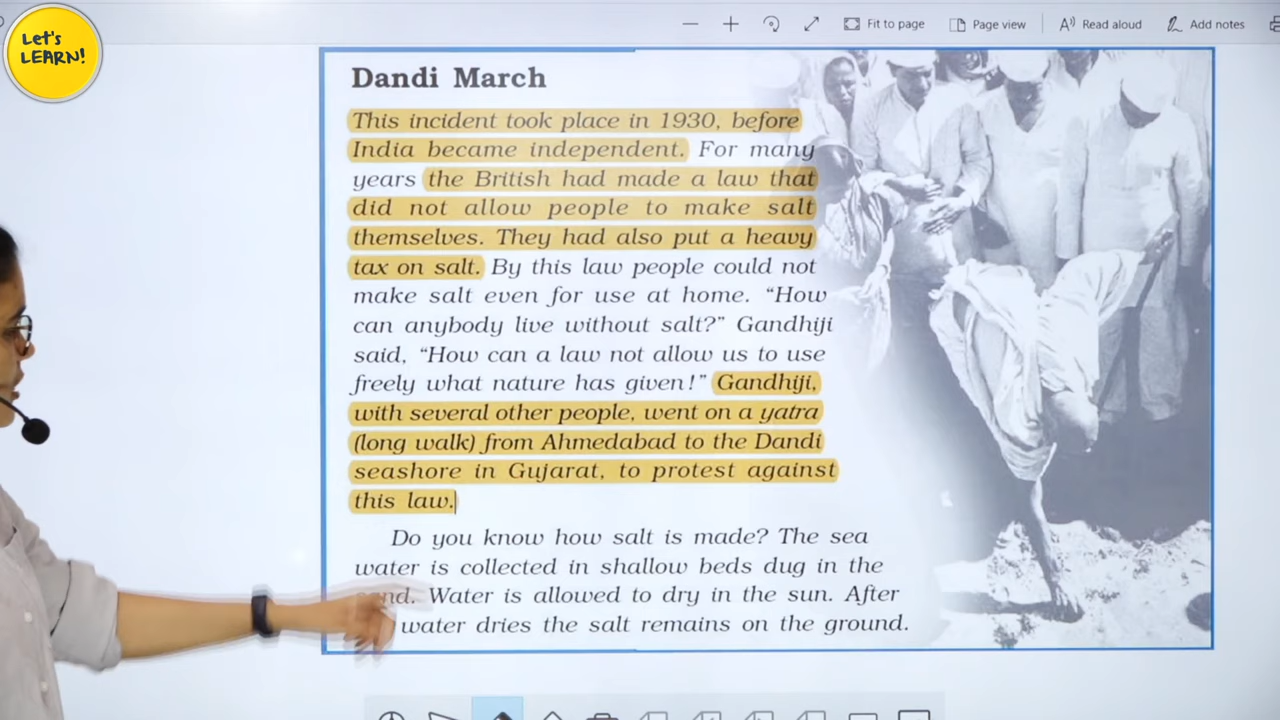 Let's
LEARN!
Fit to page
Page view
Read aloud
Add notes
Dandi March
This incident took place in 1930, before
India became independent. For many
years the British had made a law that
did not allow people to make salt
themselves. They had also put a heavy
tax on salt. By this law people could not
make salt even for use at home. “How
can anybody live without salt?” Gandhiji
said, “How can a law not allow us to use
freely what nature has given!” Gandhiji,
with several other people, went on a yatra
(long walk) from Ahmedabad to the Dandi
seashore in Gujarat, to protest against
this law.
Do you know how salt is made? The sea
water is collected in shallow beds dug in the
Water is allowed to dry in the sun. After
water dries the salt remains on the ground.